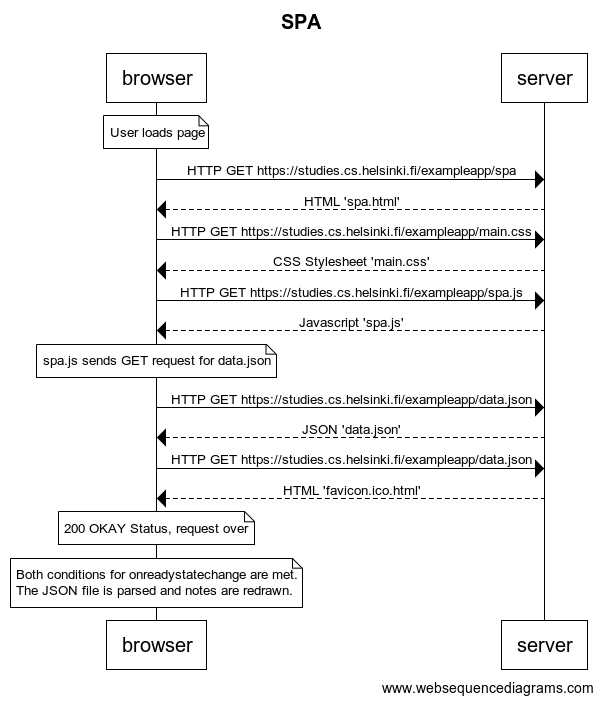 SPA
browser
server
User loads page
HTTP GET https://studies.cs.helsinki.fi/exampleapp/spa
HTML 'spa.html'
HTTP GET https://studies.cs.helsinki.fi/exampleapp/main.css
CSS Stylesheet 'main.css'
HTTP GET https://studies.cs.helsinki.fi/exampleapp/spa.js
Javascript 'spa.js'
spa.js sends GET request for data.json
HTTP GET https://studies.cs.helsinki.fi/exampleapp/data.json
JSON 'data.json'
HTTP GET https://studies.cs.helsinki.fi/exampleapp/data.json
HTML 'favicon.ico.html'
200 OKAY Status, request over
Both conditions for onreadystatechange are met.
The JSON file is parsed and notes are redrawn.
browser
server
www.websequencediagrams.com